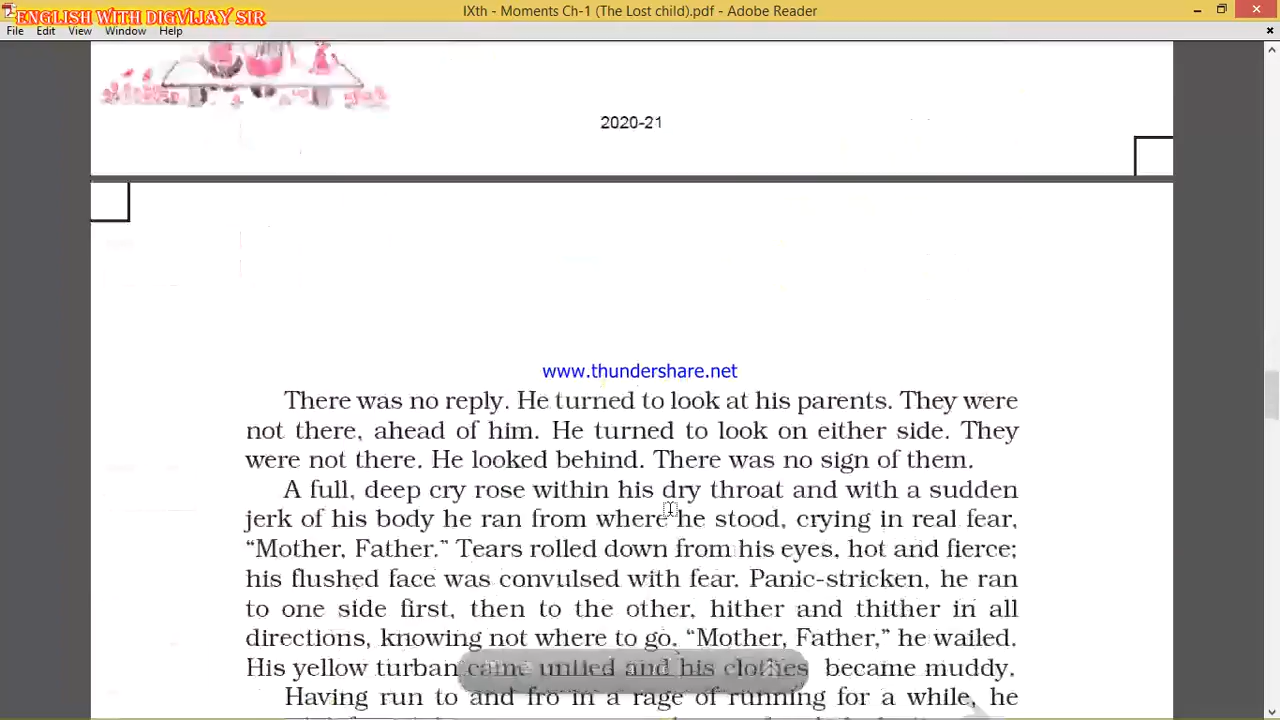 ENGLISH WITH DIGVIJAY SIR
IXth - Moments Ch-1 (The Lost child).pdf - Adobe Reader
File Edit View Window Help
2020-21
www.thundershare.net
There was no reply. He turned to look at his parents. They were
not there, ahead of him. He turned to look on either side. They
were not there. He looked behind. There was no sign of them.
A full, deep cry rose within his dry throat and with a sudden
jerk of his body he ran from where he stood, crying in real fear,
“Mother, Father.” Tears rolled down from his eyes, hot and fierce;
his flushed face was convulsed with fear. Panic-stricken, he ran
to one side first, then to the other, hither and thither in all
directions, knowing not where to go. “Mother, Father,” he wailed.
His yellow turban came untied and his clothes became muddy.
Having run to and fro in a rage of running for a while, he